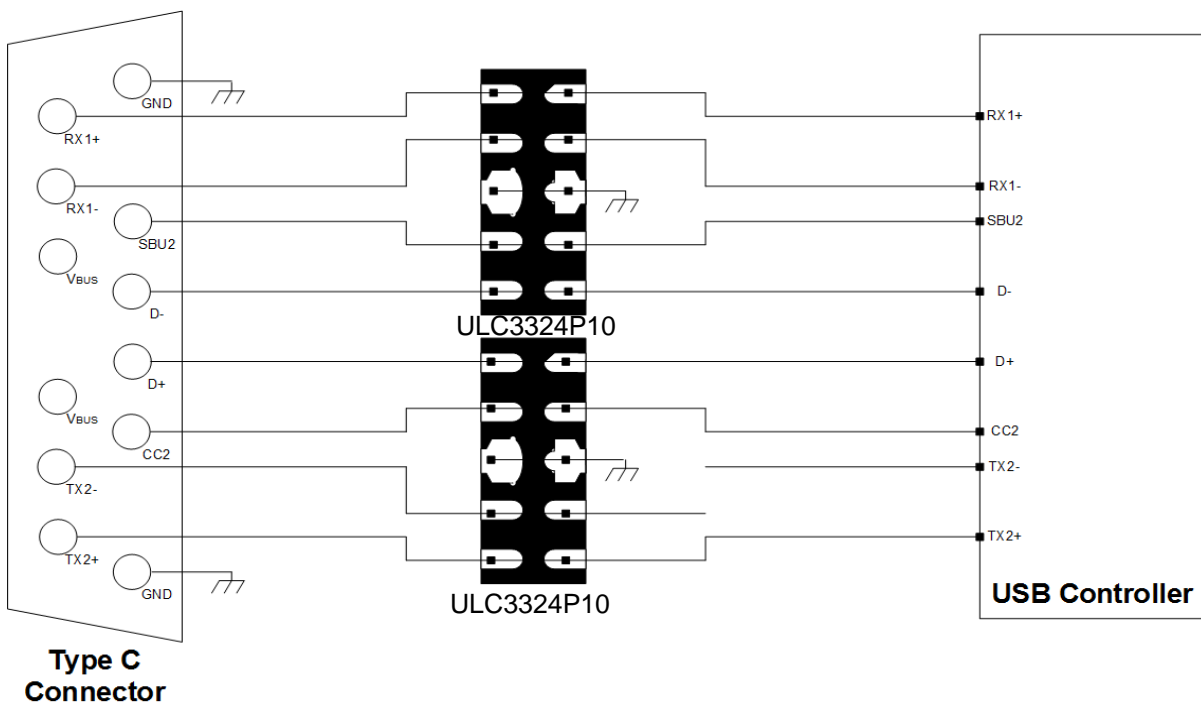 GND
RX1+
RX1-
SBU2
VBUS
D-
D+
VBUS
CC2
TX2-
TX2+
GND
Type C
Connector
ULC3324P10
ULC3324P10
RX1+
RX1-
SBU2
D-
D+
CC2
TX2-
TX2+
USB Controller